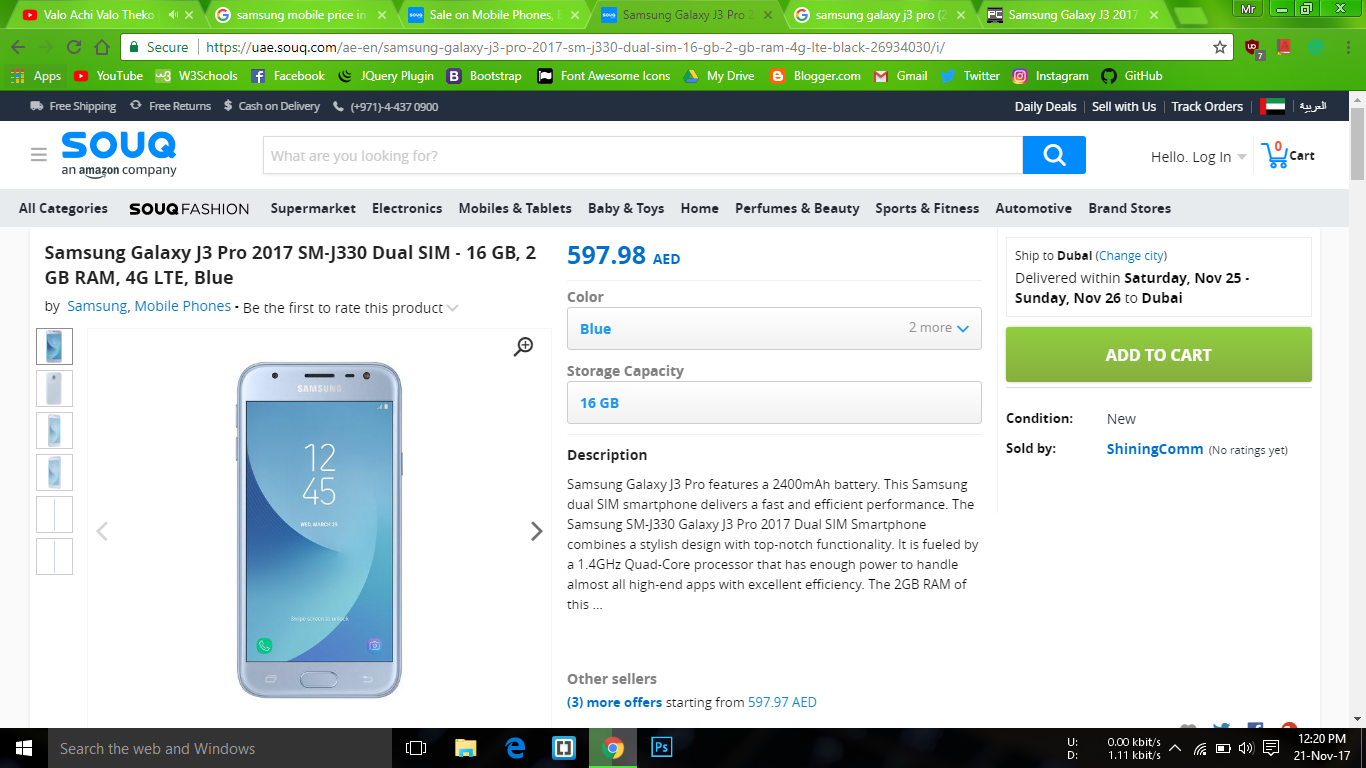 Valo Achi Valo Theko
samsung mobile price in
Sale on Mobile Phones,
Samsung Galaxy J3 Pro 2
samsung galaxy j3 pro (2
Samsung Galaxy J3 2017
Mr
Secure https://uae.souq.com/ae-en/samsung-galaxy-j3-pro-2017-sm-j330-dual-sim-16-gb-2-gb-ram-4g-lte-black-26934030/i/
7
Apps YouTube W3Schools Facebook JQuery Plugin Bootstrap Font Awesome Icons My Drive Blogger.com Gmail Twitter Instagram GitHub
Free Shipping Free Returns $ Cash on Delivery (+971)-4-437 0900 Daily Deals | Sell with Us | Track Orders | العربية
SOUQ
an amazon company
What are you looking for?
Hello. Log In
0 Cart
All Categories SOUQ FASHION Supermarket Electronics Mobiles & Tablets Baby & Toys Home Perfumes & Beauty Sports & Fitness Automotive Brand Stores
Samsung Galaxy J3 Pro 2017 SM-J330 Dual SIM - 16 GB, 2
GB RAM, 4G LTE, Blue
by Samsung, Mobile Phones • Be the first to rate this product
SAMSUNG
12
45
WED, MARCH 29
Swipe screen to unlock
597.98 AED
Color
Blue 2 more
Storage Capacity
16 GB
Description
Samsung Galaxy J3 Pro features a 2400mAh battery. This Samsung
dual SIM smartphone delivers a fast and efficient performance. The
Samsung SM-J330 Galaxy J3 Pro 2017 Dual SIM Smartphone
combines a stylish design with top-notch functionality. It is fueled by
a 1.4GHz Quad-Core processor that has enough power to handle
almost all high-end apps with excellent efficiency. The 2GB RAM of
this ...
Other sellers
(3) more offers starting from 597.97 AED
Ship to Dubai (Change city)
Delivered within Saturday, Nov 25 -
Sunday, Nov 26 to Dubai
ADD TO CART
Condition: New
Sold by: ShiningComm (No ratings yet)
Search the web and Windows
Ps
U: 0.00 kbit/s
D: 1.11 kbit/s
12:20 PM
21-Nov-17